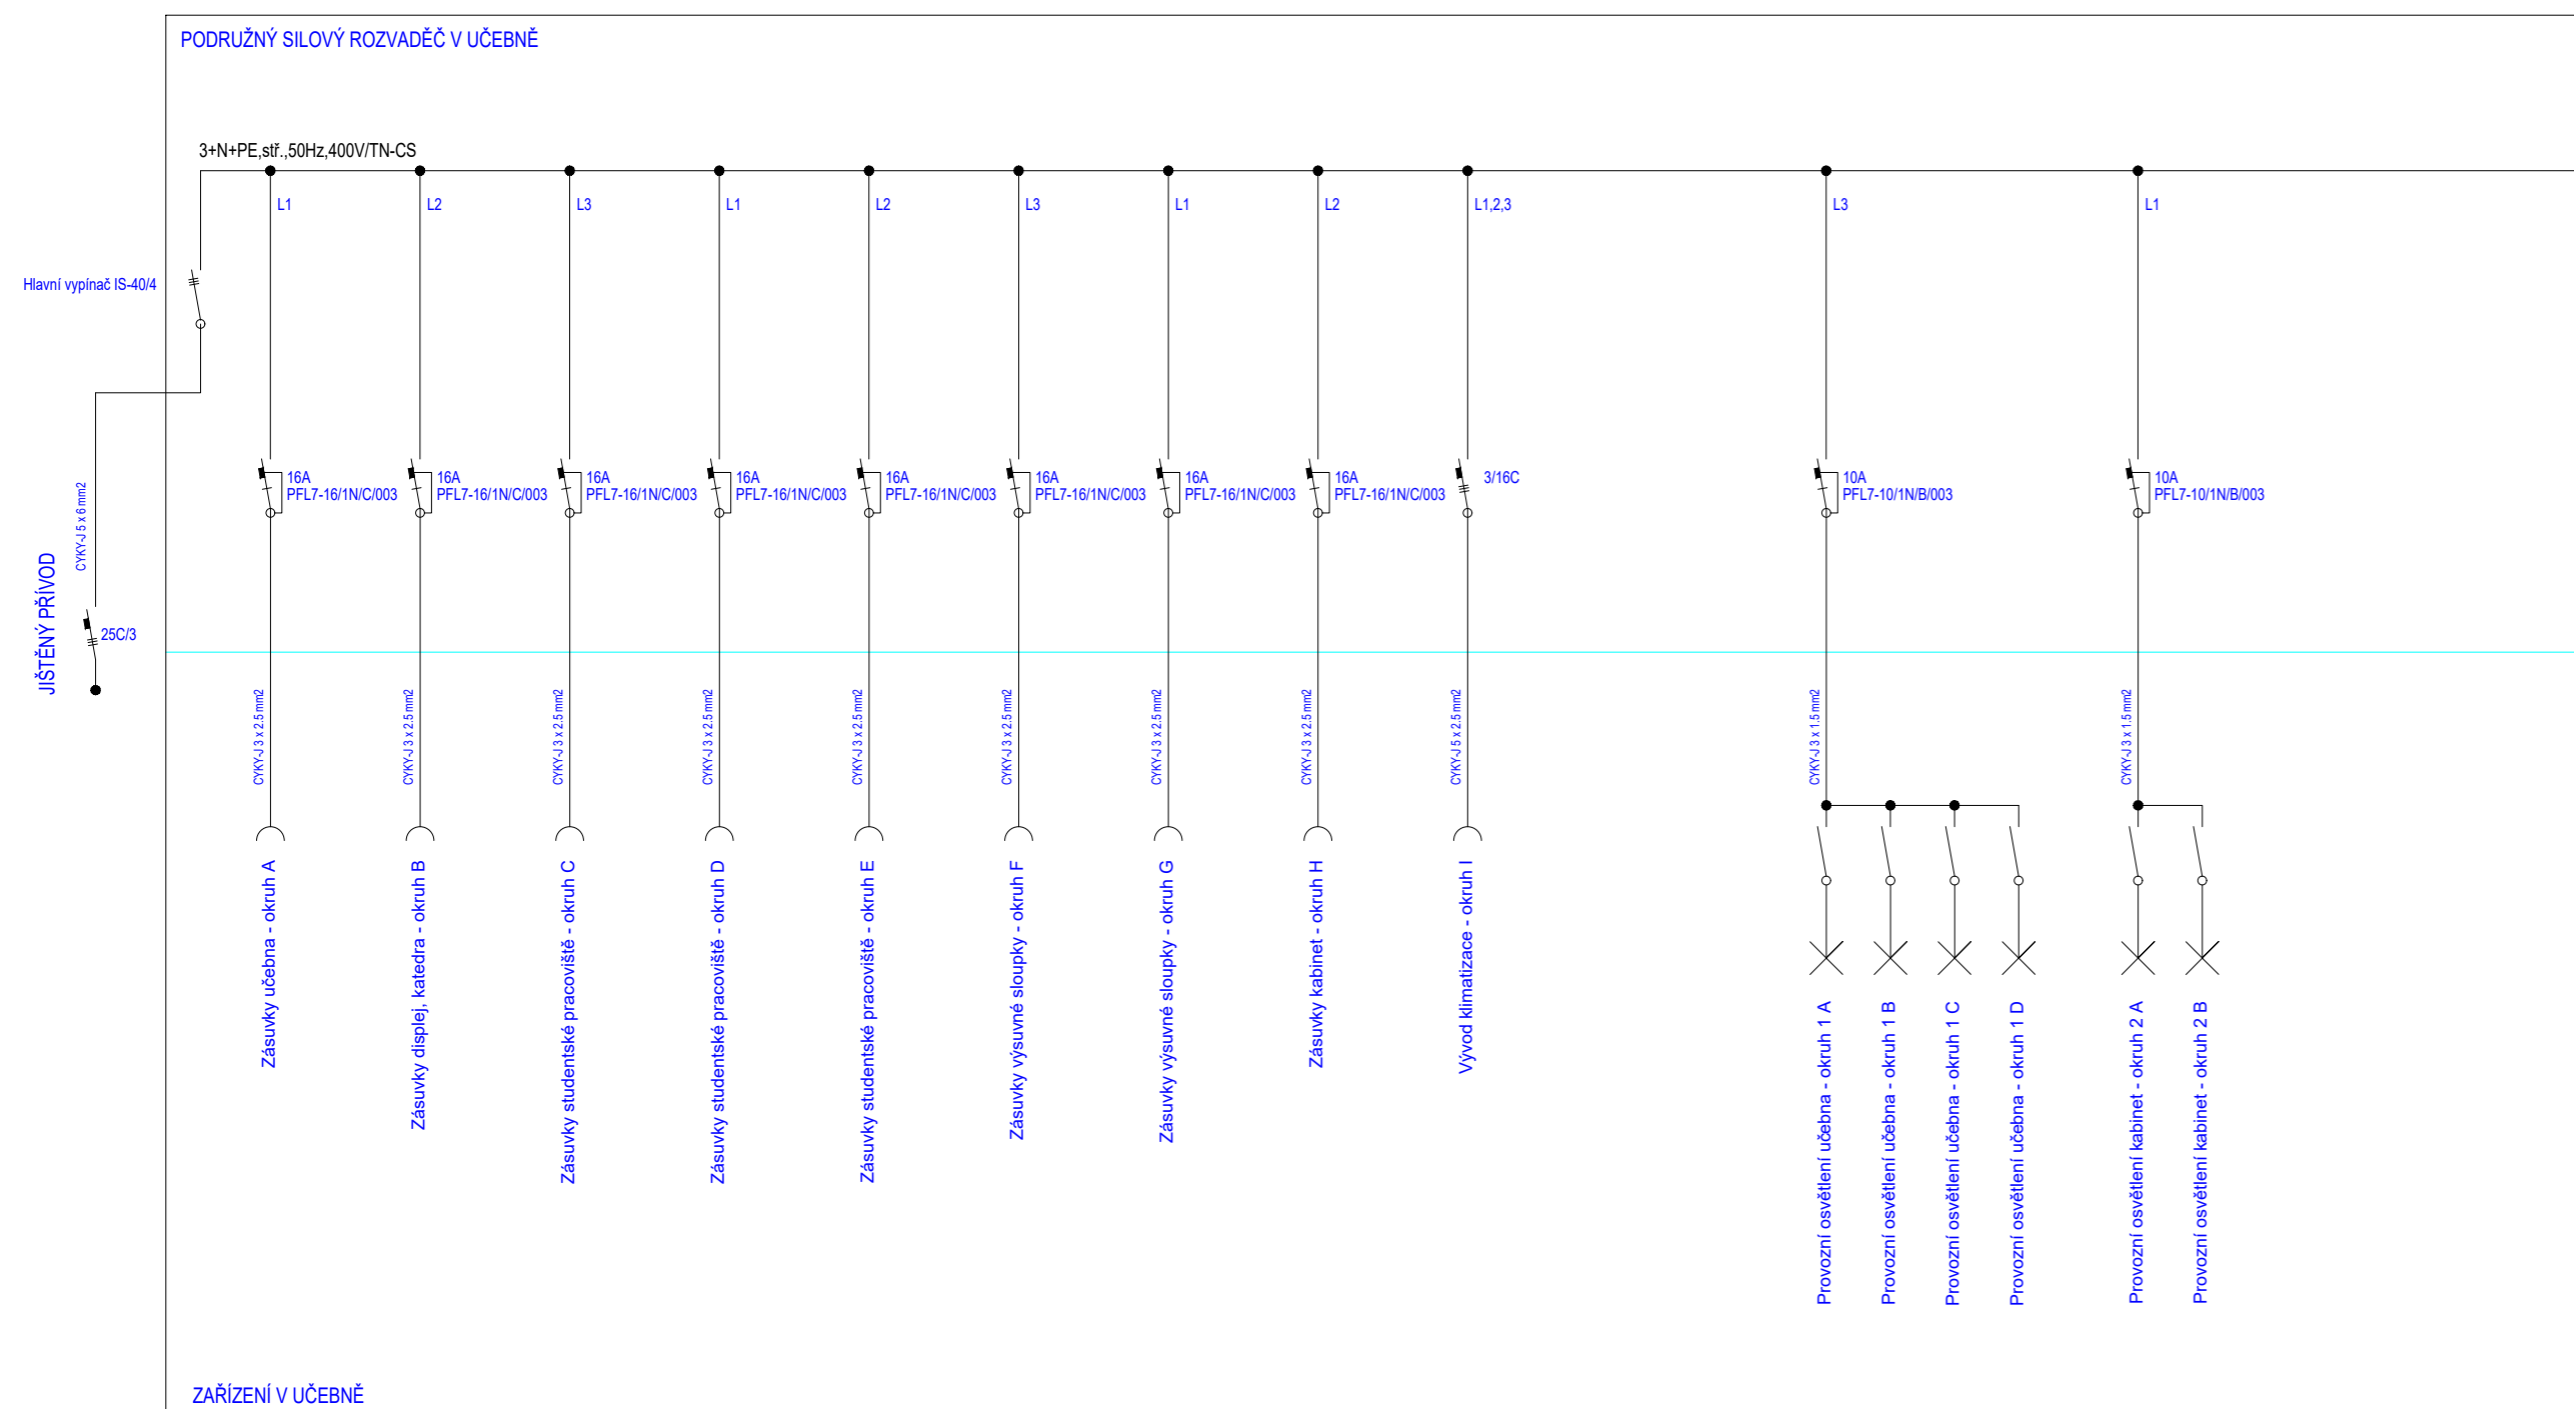 PODRUŽNÝ SILOVÝ ROZVADĚČ V UČEBNĚ
3+N+PE,stř.,50Hz,400V/TN-CS
L1
L2
L3
L1
L2
L3
L1
L2
L1,2,3
L3
L1
Hlavní vypínač IS-40/4
16A
PFL7-16/1N/C/003
16A
PFL7-16/1N/C/003
16A
PFL7-16/1N/C/003
16A
PFL7-16/1N/C/003
16A
PFL7-16/1N/C/003
16A
PFL7-16/1N/C/003
16A
PFL7-16/1N/C/003
16A
PFL7-16/1N/C/003
3/16C
10A
PFL7-10/1N/B/003
10A
PFL7-10/1N/B/003
JIŠTĚNÝ PŘÍVOD
CYKY-J 5 x 6 mm2
25C/3
CYKY-J 3 x 2.5 mm2
CYKY-J 3 x 2.5 mm2
CYKY-J 3 x 2.5 mm2
CYKY-J 3 x 2.5 mm2
CYKY-J 3 x 2.5 mm2
CYKY-J 3 x 2.5 mm2
CYKY-J 3 x 2.5 mm2
CYKY-J 3 x 2.5 mm2
CYKY-J 5 x 2.5 mm2
CYKY-J 3 x 1.5 mm2
CYKY-J 3 x 1.5 mm2
Zásuvky učebna - okruh A
Zásuvky displej, katedra - okruh B
Zásuvky studentské pracoviště - okruh C
Zásuvky studentské pracoviště - okruh D
Zásuvky studentské pracoviště - okruh E
Zásuvky výsuvné sloupky - okruh F
Zásuvky výsuvné sloupky - okruh G
Zásuvky kabinet - okruh H
Vývod klimatizace - okruh I
Provozní osvětlení učebna - okruh 1 A
Provozní osvětlení učebna - okruh 1 B
Provozní osvětlení učebna - okruh 1 C
Provozní osvětlení učebna - okruh 1 D
Provozní osvětlení kabinet - okruh 2 A
Provozní osvětlení kabinet - okruh 2 B
ZAŘÍZENÍ V UČEBNĚ